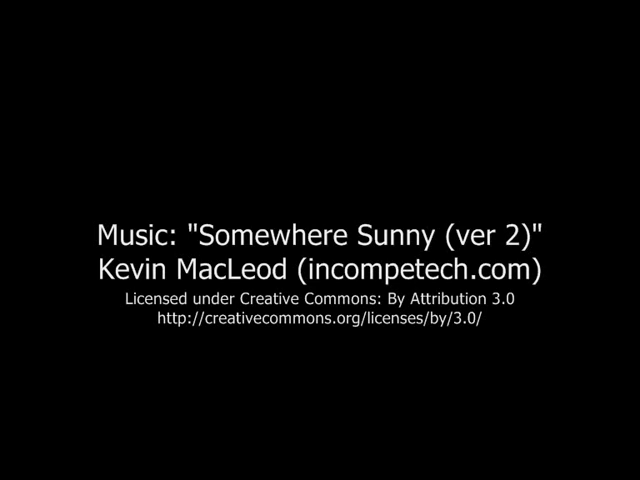 Music: "Somewhere Sunny (ver 2)"
Kevin MacLeod (incompetech.com)
Licensed under Creative Commons: By Attribution 3.0
http://creativecommons.org/licenses/by/3.0/